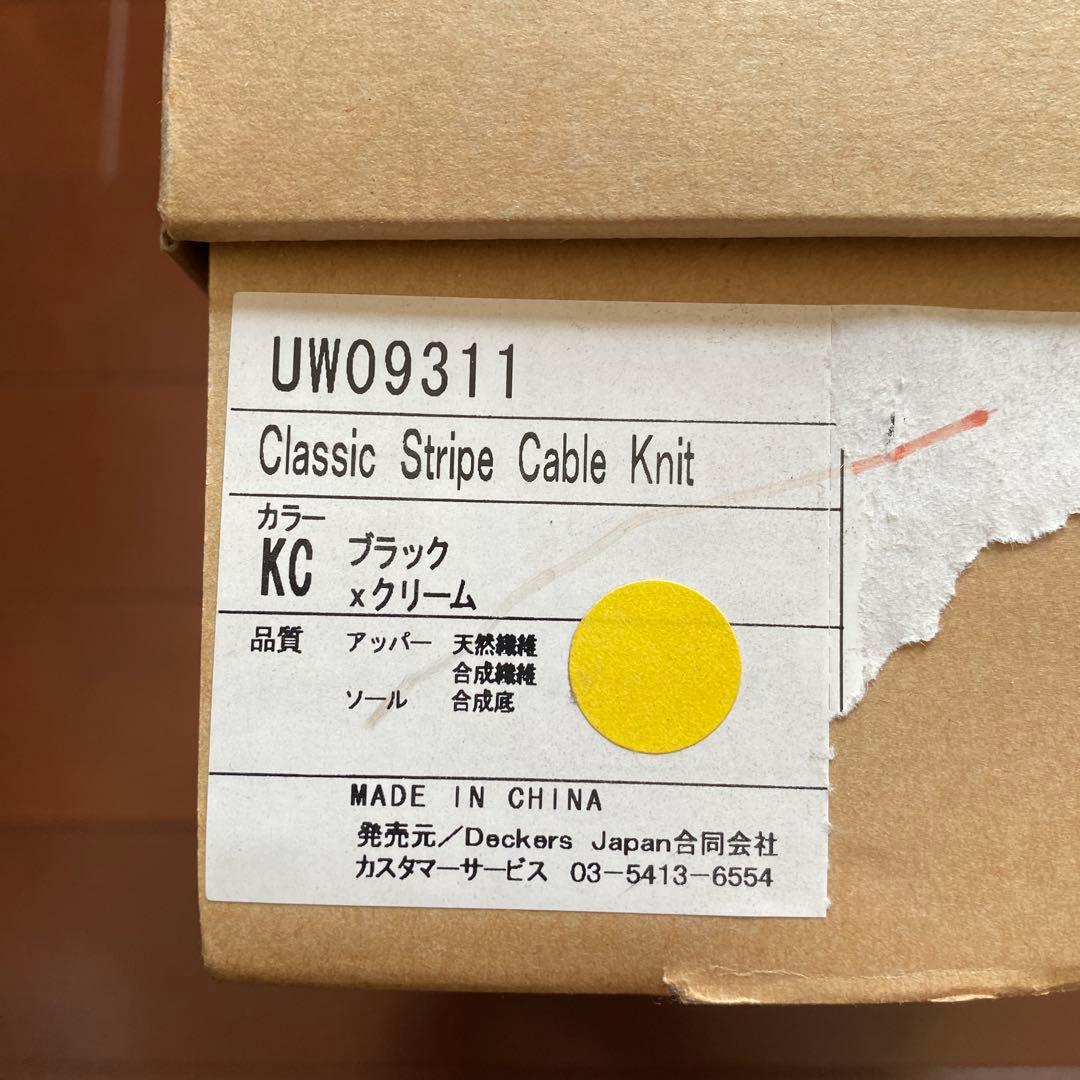 UW09311
Classic Stripe Cable Knit
カラー
KC ブラック
xクリーム
品質 アッパー 天然繊維
合成繊維
ソール 合成底
MADE IN CHINA
発売元/Deckers Japan合同会社
カスタマーサービス 03-5413-6554